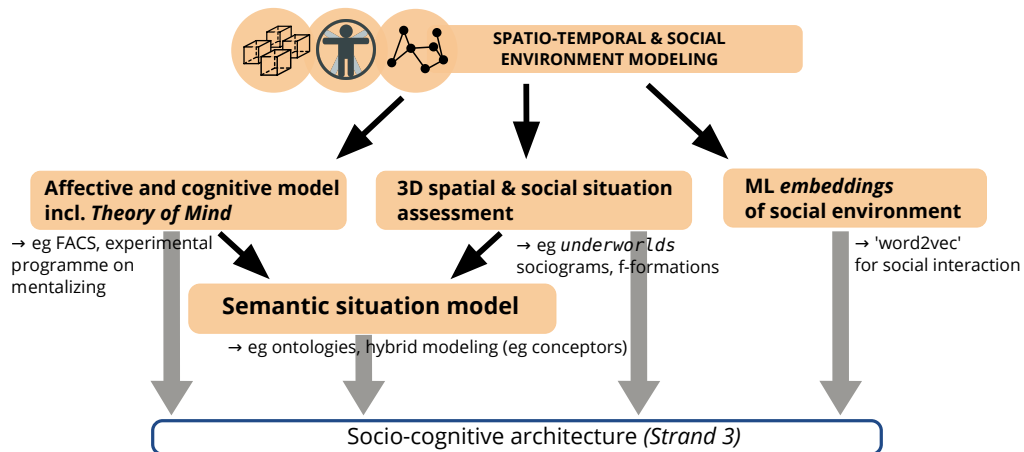 SPATIO-TEMPORAL & SOCIAL
ENVIRONMENT MODELING
Affective and cognitive model
incl. Theory of Mind
3D spatial & social situation
assessment
ML embeddings
of social environment
→ eg FACS, experimental
programme on
mentalizing
→ eg underworlds
sociograms, f-formations
→ 'word2vec'
for social interaction
Semantic situation model
→ eg ontologies, hybrid modeling (eg conceptors)
Socio-cognitive architecture (Strand 3)